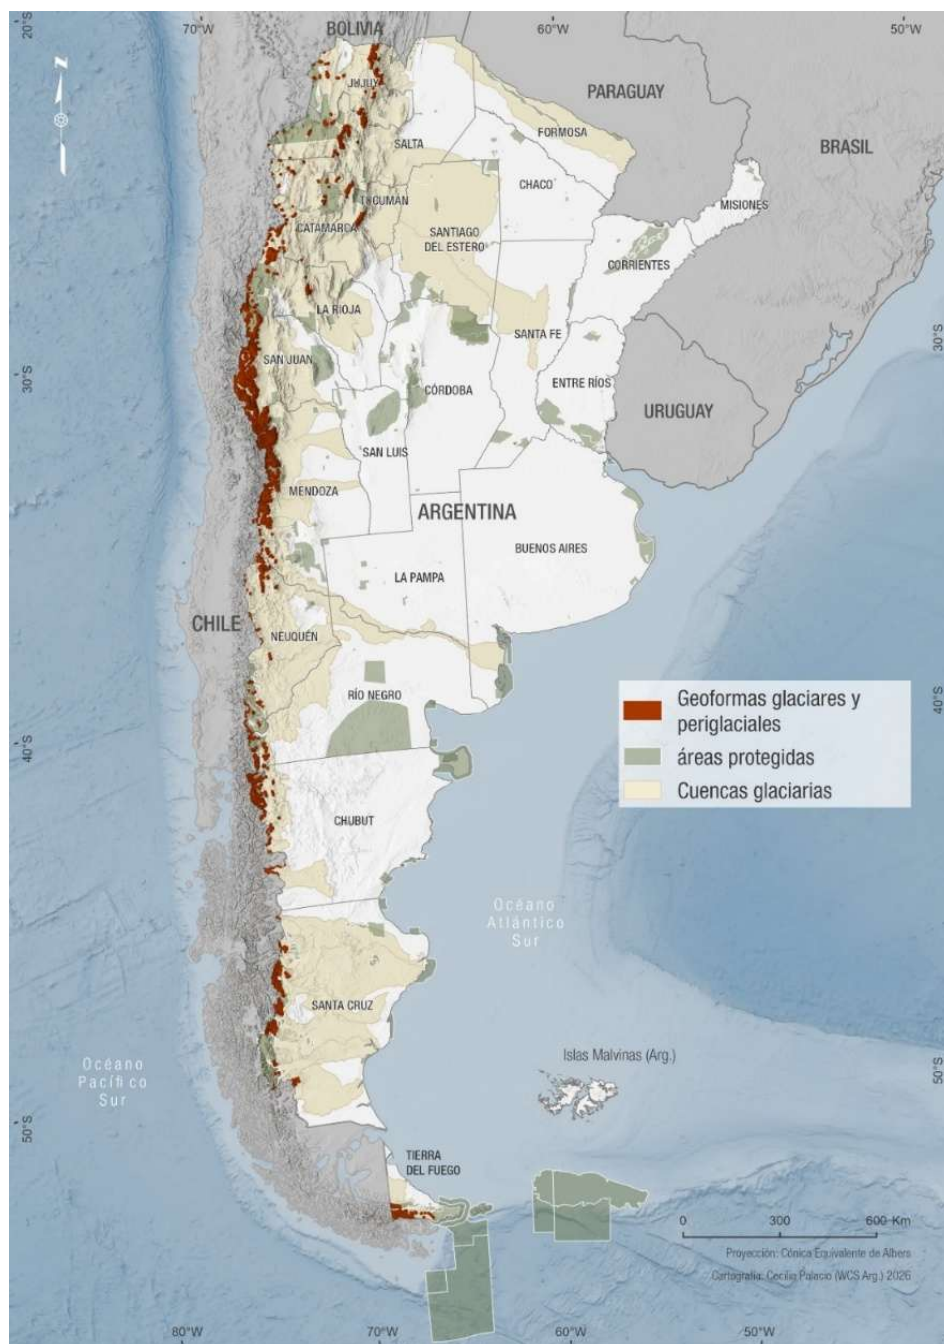 70°W
60°W
50°W
20°S
BOLIVIA
PARAGUAY
JUJUY
FORMOSA
SALTA
BRASIL
CHACO
MISIONES
TUCUMÁN
CATAMARCA
SANTIAGO
DEL ESTERO
CORRIENTES
LA RIOJA
SANTA FE
30°S
30°S
SAN JUAN
ENTRE RÍOS
CÓRDOBA
URUGUAY
SAN LUIS
MENDOZA
ARGENTINA
BUENOS AIRES
LA PAMPA
CHILE
NEUQUÉN
RÍO NEGRO
40°S
40°S
Geoformas glaciares y
periglaciales
áreas protegidas
Cuencas glaciarias
CHUBUT
Océano
Atlántico
Sur
SANTA CRUZ
Islas Malvinas (Arg.)
Océano
Pacífico
Sur
50°S
50°S
TIERRA
DEL FUEGO
0 300 600 Km
Proyección: Cónica Equivalente de Albers
Cartografía: Cecilia Palacio (WCS Arg.) 2026
80°W
70°W
60°W
50°W